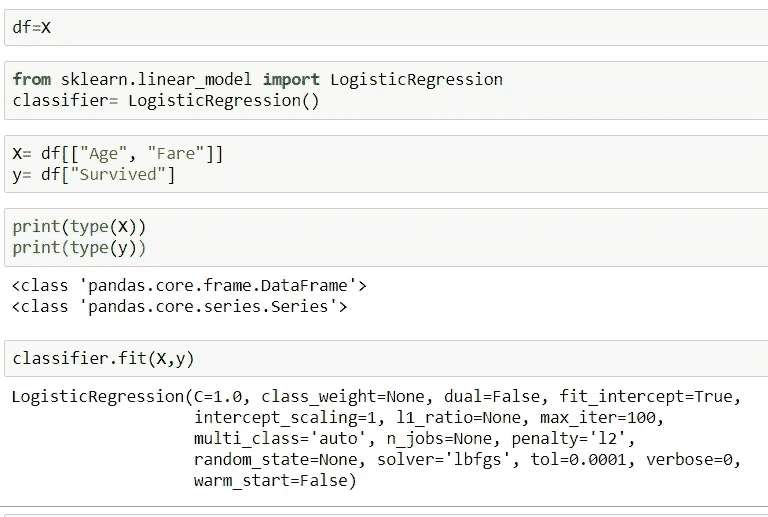 df=X
from sklearn.linear_model import LogisticRegression
classifier= LogisticRegression()
X= df[["Age", "Fare"]]
y= df["Survived"]
print(type(X))
print(type(y))
<class 'pandas.core.frame.DataFrame'>
<class 'pandas.core.series.Series'>
classifier.fit(X,y)
LogisticRegression(C=1.0, class_weight=None, dual=False, fit_intercept=True,
intercept_scaling=1, l1_ratio=None, max_iter=100,
multi_class='auto', n_jobs=None, penalty='l2',
random_state=None, solver='lbfgs', tol=0.0001, verbose=0,
warm_start=False)